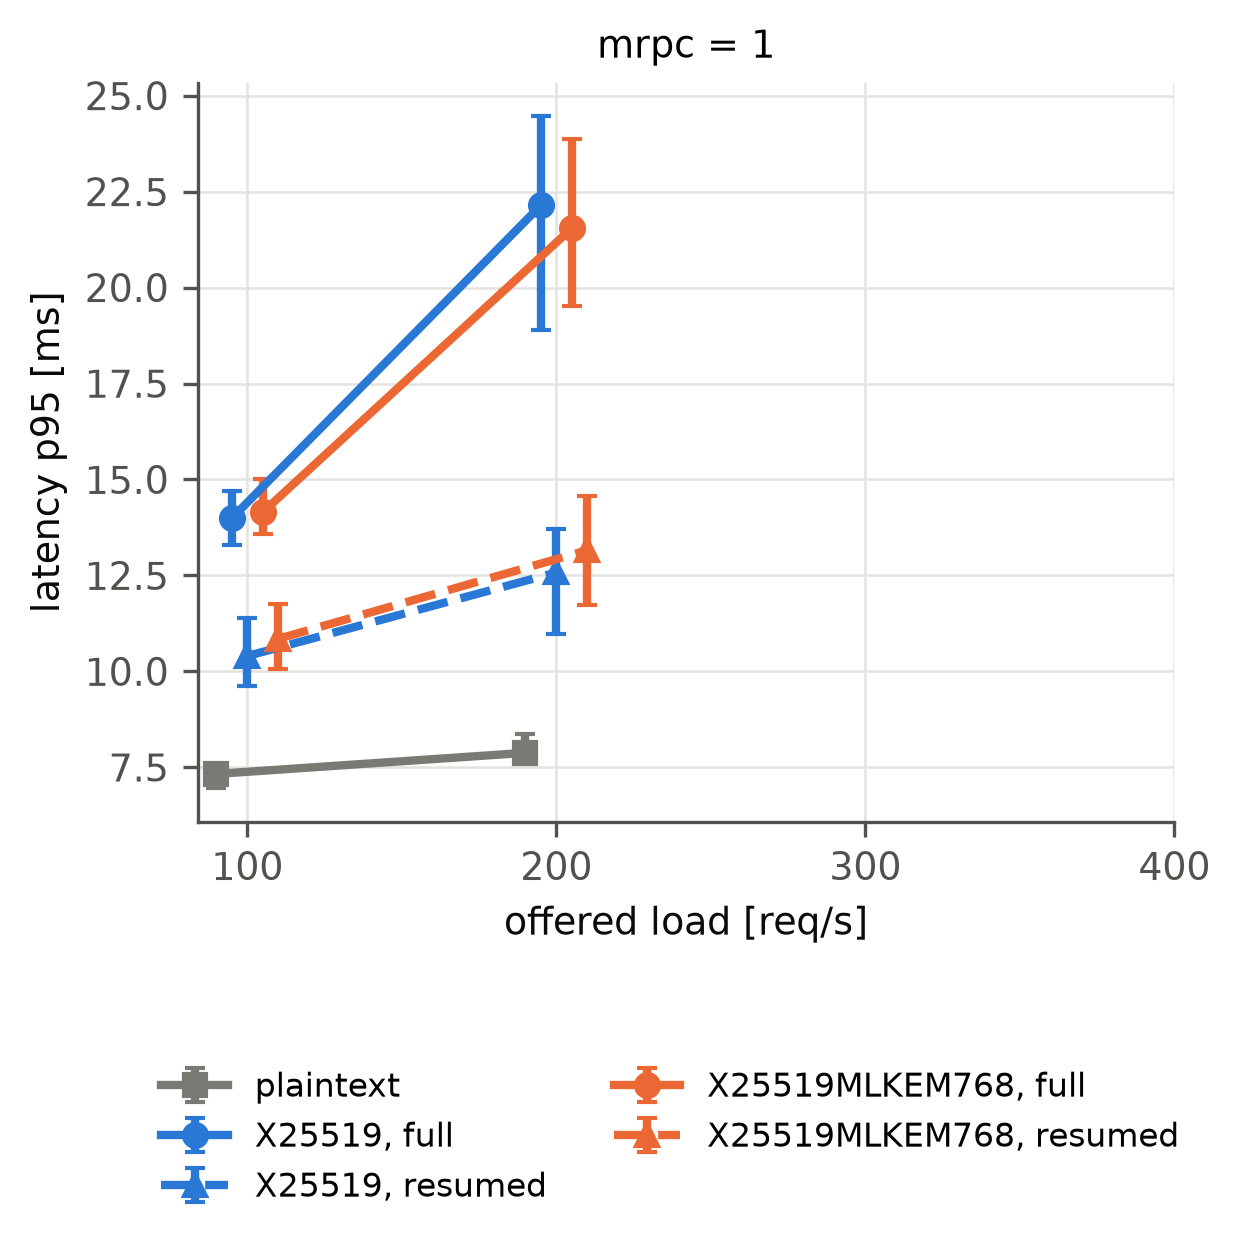 mrpc = 1
25.0
22.5
20.0
17.5
15.0
12.5
10.0
7.5
latency p95 [ms]
100 200 300 400
offered load [req/s]
plaintext
X25519, full
X25519, resumed
X25519MLKEM768, full
X25519MLKEM768, resumed